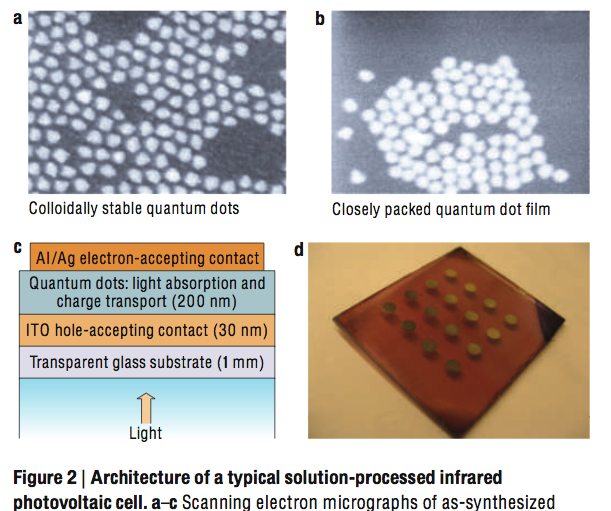 a
b
Colloidally stable quantum dots
Closely packed quantum dot film
c
d
Al/Ag electron-accepting contact
Quantum dots: light absorption and
charge transport (200 nm)
ITO hole-accepting contact (30 nm)
Transparent glass substrate (1 mm)
Light
Figure 2 | Architecture of a typical solution-processed infrared
photovoltaic cell. a–c Scanning electron micrographs of as-synthesized